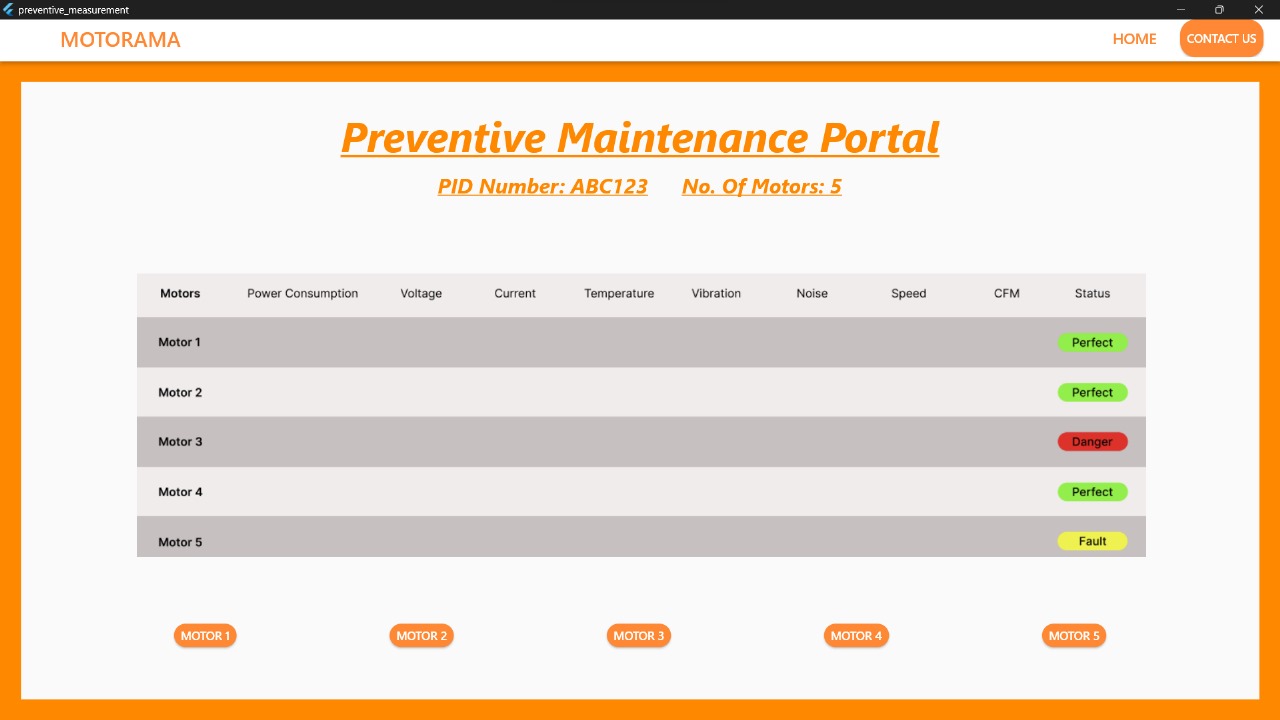 preventive_measurement
MOTORAMA HOME CONTACT US
Preventive Maintenance Portal
PID Number: ABC123 No. Of Motors: 5
Motors Power Consumption Voltage Current Temperature Vibration Noise Speed CFM Status
Motor 1 Perfect
Motor 2 Perfect
Motor 3 Danger
Motor 4 Perfect
Motor 5 Fault
MOTOR 1 MOTOR 2 MOTOR 3 MOTOR 4 MOTOR 5